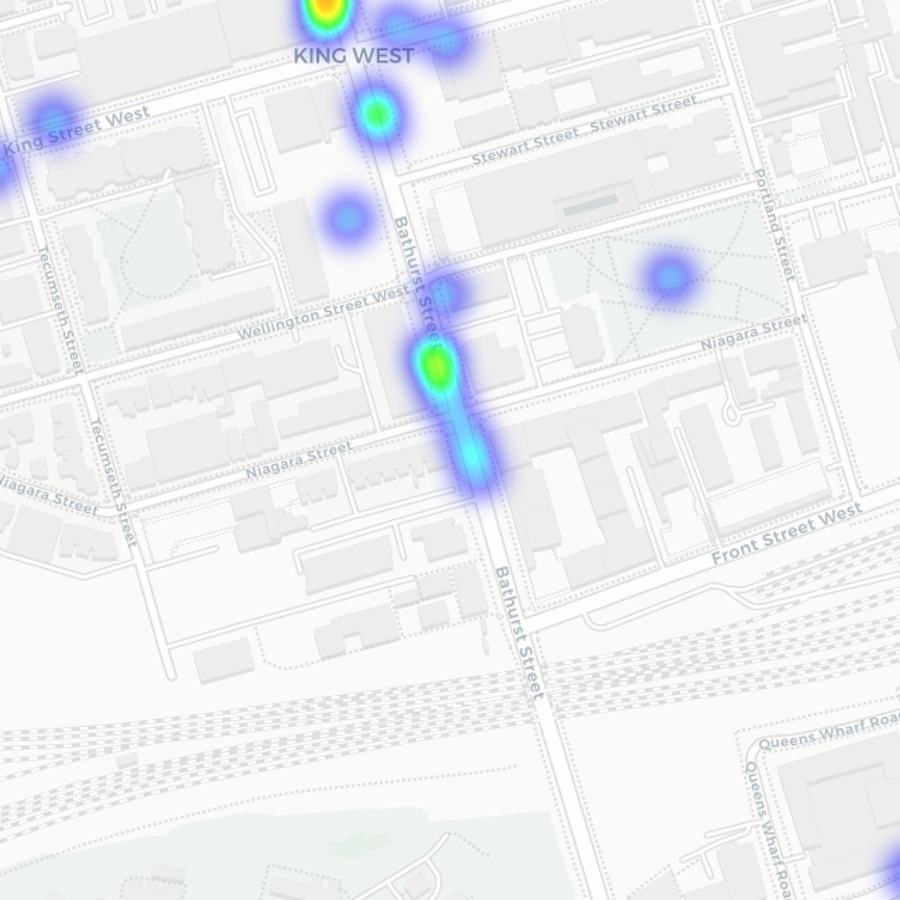 KING WEST
King Street West
Stewart Street
Stewart Street
Portland Street
Bathurst Street
Tecumseth Street
Wellington Street West
Niagara Street
Tecumseth Street
Niagara Street
Niagara Street
Front Street West
Bathurst Street
Queens Wharf Road
Queens Wharf Roa